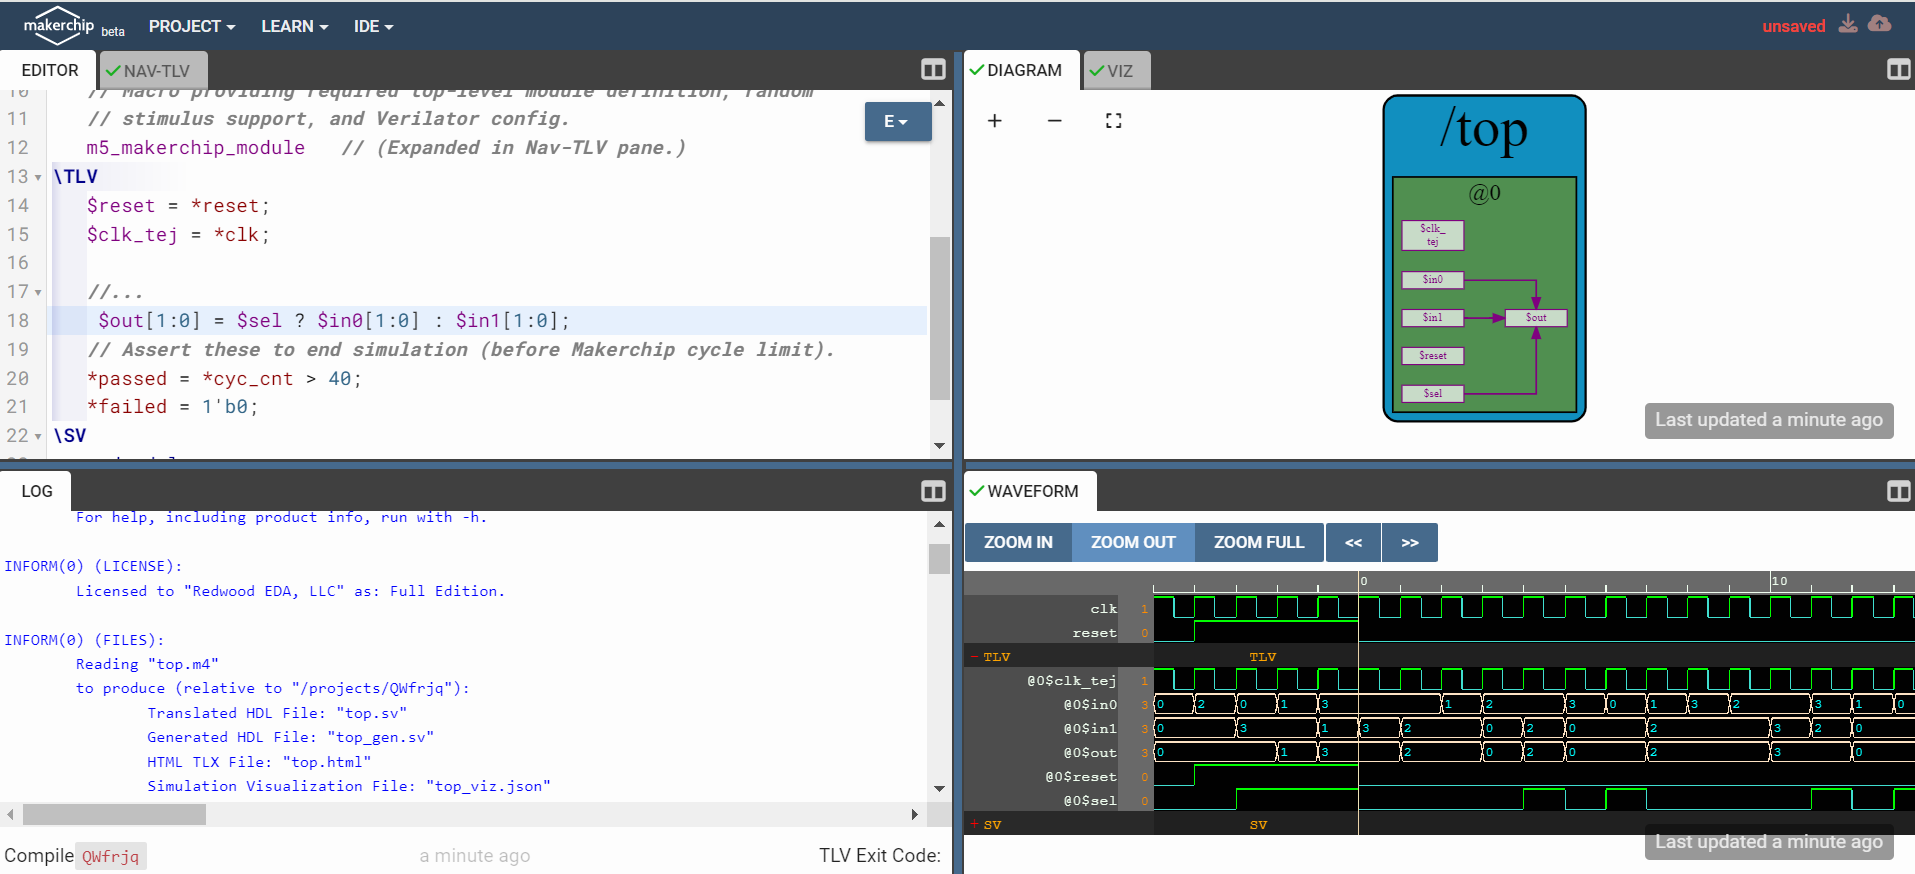 makerchip beta PROJECT LEARN IDE unsaved
EDITOR NAV-TLV
10 // Macro providing required top-level module definition, random
11 // stimulus support, and Verilator config.
12 m5_makerchip_module // (Expanded in Nav-TLV pane.)
13 \TLV
14 $reset = *reset;
15 $clk_tej = *clk;
16
17 //...
18 $out[1:0] = $sel ? $in0[1:0] : $in1[1:0];
19 // Assert these to end simulation (before Makerchip cycle limit).
20 *passed = *cyc_cnt > 40;
21 *failed = 1'b0;
22 \SV
E
DIAGRAM VIZ
+ −
/top
@0
$clk_
tej
$in0
$in1 $out
$reset
$sel
Last updated a minute ago
LOG
For help, including product info, run with -h.
INFORM(0) (LICENSE):
Licensed to "Redwood EDA, LLC" as: Full Edition.
INFORM(0) (FILES):
Reading "top.m4"
to produce (relative to "/projects/QWfrjq"):
Translated HDL File: "top.sv"
Generated HDL File: "top_gen.sv"
HTML TLX File: "top.html"
Simulation Visualization File: "top_viz.json"
Compile QWfrjq a minute ago TLV Exit Code:
WAVEFORM
ZOOM IN ZOOM OUT ZOOM FULL << >>
0 10
clk 1
reset 0
- TLV TLV
@0$clk_tej 1
@0$in0 3 0 2 0 1 3 1 2 3 0 1 3 2 3 1 0
@0$in1 3 0 3 1 3 2 0 2 0 2 3 2 0
@0$out 3 0 1 3 2 0 2 0 2 3 0
@0$reset 0
@0$sel 0
+ SV SV
Last updated a minute ago